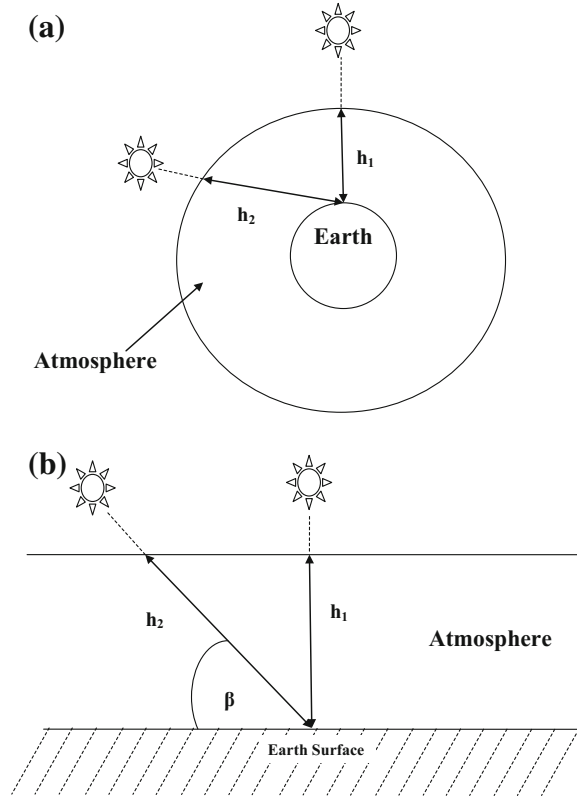 (a)
h₁
h₂
Earth
Atmosphere
(b)
h₂
h₁
Atmosphere
β
Earth Surface